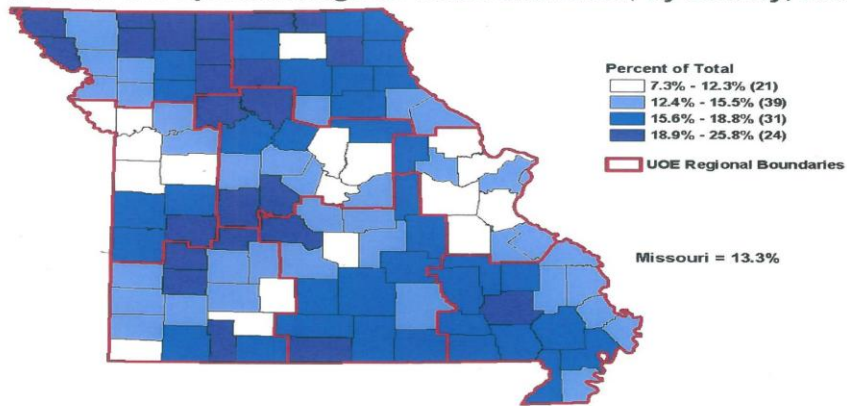 Percent of Total
7.3% - 12.3% (21)
12.4% - 15.5% (39)
15.6% - 18.8% (31)
18.9% - 25.8% (24)
UOE Regional Boundaries
Missouri = 13.3%